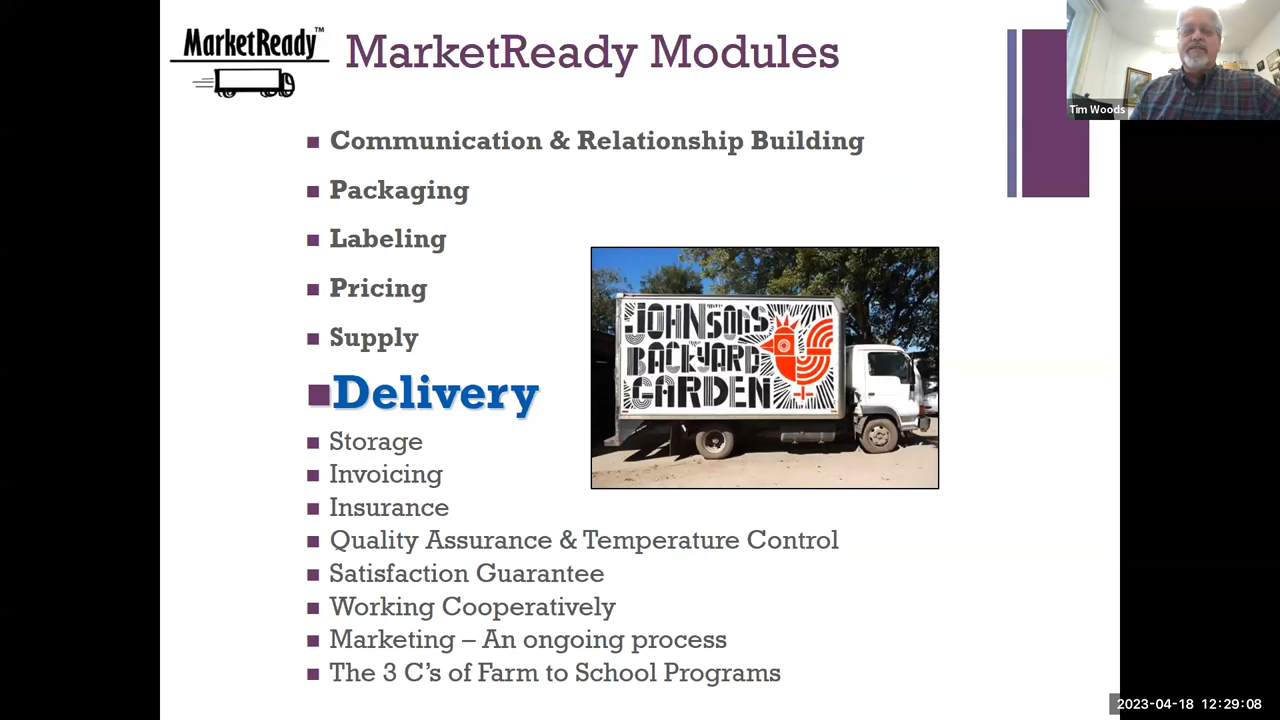 MarketReady™
MarketReady Modules
Tim Woods
Communication & Relationship Building
Packaging
Labeling
Pricing
Supply
Delivery
JOHNSON'S
BACKYARD
GARDEN
Storage
Invoicing
Insurance
Quality Assurance & Temperature Control
Satisfaction Guarantee
Working Cooperatively
Marketing – An ongoing process
The 3 C's of Farm to School Programs
2023-04-18 12:29:08